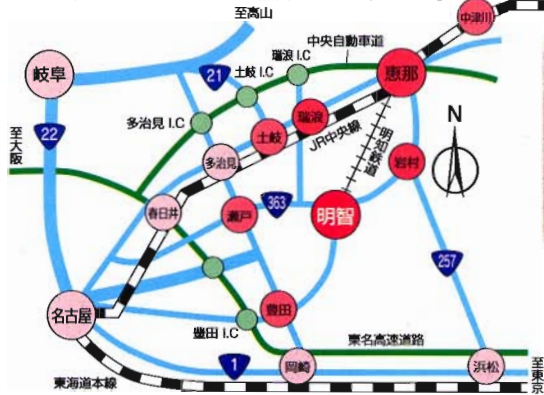 至高山
中津川
中央自動車道
瑞浪I.C
岐阜
21
土岐I.C
恵那
多治見I.C
瑞浪
土岐
JR中央線
22
至大阪
多治見
明知鉄道
N
岩村
春日井
363
瀬戸
明智
257
名古屋
豊田
豊田I.C
東名高速道路
1
岡崎
浜松
東海道本線
至東京